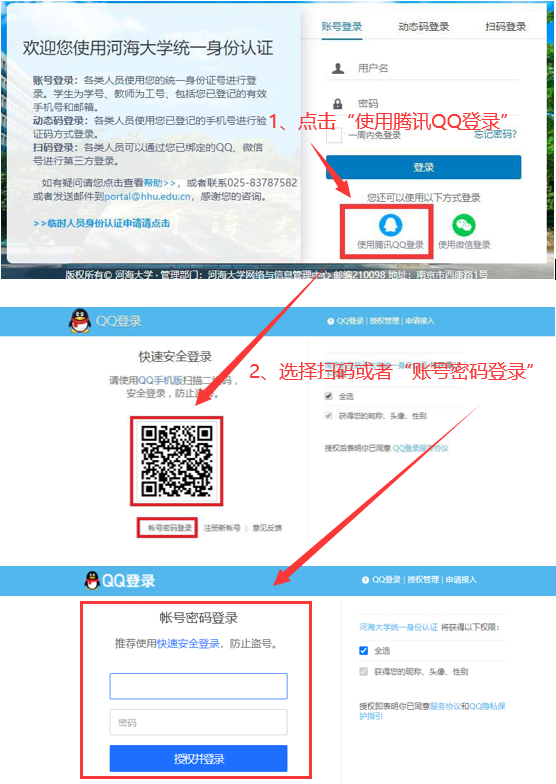 账号登录 动态码登录 扫码登录
欢迎您使用河海大学统一身份认证
账号登录：各类人员使用您的统一身份证号进行登
录。学生为学号、教师为工号、包括您已登记的有效
手机号和邮箱。
动态码登录：各类人员使用您已登记的手机号进行验
证码方式登录。
扫码登录：各类人员可以通过您已绑定的QQ、微信
号进行第三方登录。
如有疑问请您点击查看帮助>>，或者联系025-83787582
或者发送邮件到portal@hhu.edu.cn，感谢您的咨询。
>>临时人员身份认证申请请点击
用户名
密码
1、点击“使用腾讯QQ登录”
一周内免登录 忘记密码?
登录
您还可以使用以下方式登录
使用腾讯QQ登录 使用微信登录
版权所有© 河海大学·管理部门：河海大学网络与信息管理中心 邮编210098 地址：南京市西康路1号
QQ登录
QQ登录 | 授权管理 | 申请接入
快速安全登录
请使用QQ手机版扫描二维码，
安全登录，防止盗号。
2、选择扫码或者“账号密码登录”
全选
获得您的昵称、头像、性别
授权后表明你已同意 QQ登录服务协议
帐号密码登录 | 注册新帐号 | 意见反馈
QQ登录
QQ登录 | 授权管理 | 申请接入
帐号密码登录
推荐使用快速安全登录，防止盗号。
密码
授权并登录
河海大学统一身份认证 将获得以下权限：
全选
获得您的昵称、头像、性别
授权即表明你已同意服务协议和QQ隐私保
护指引